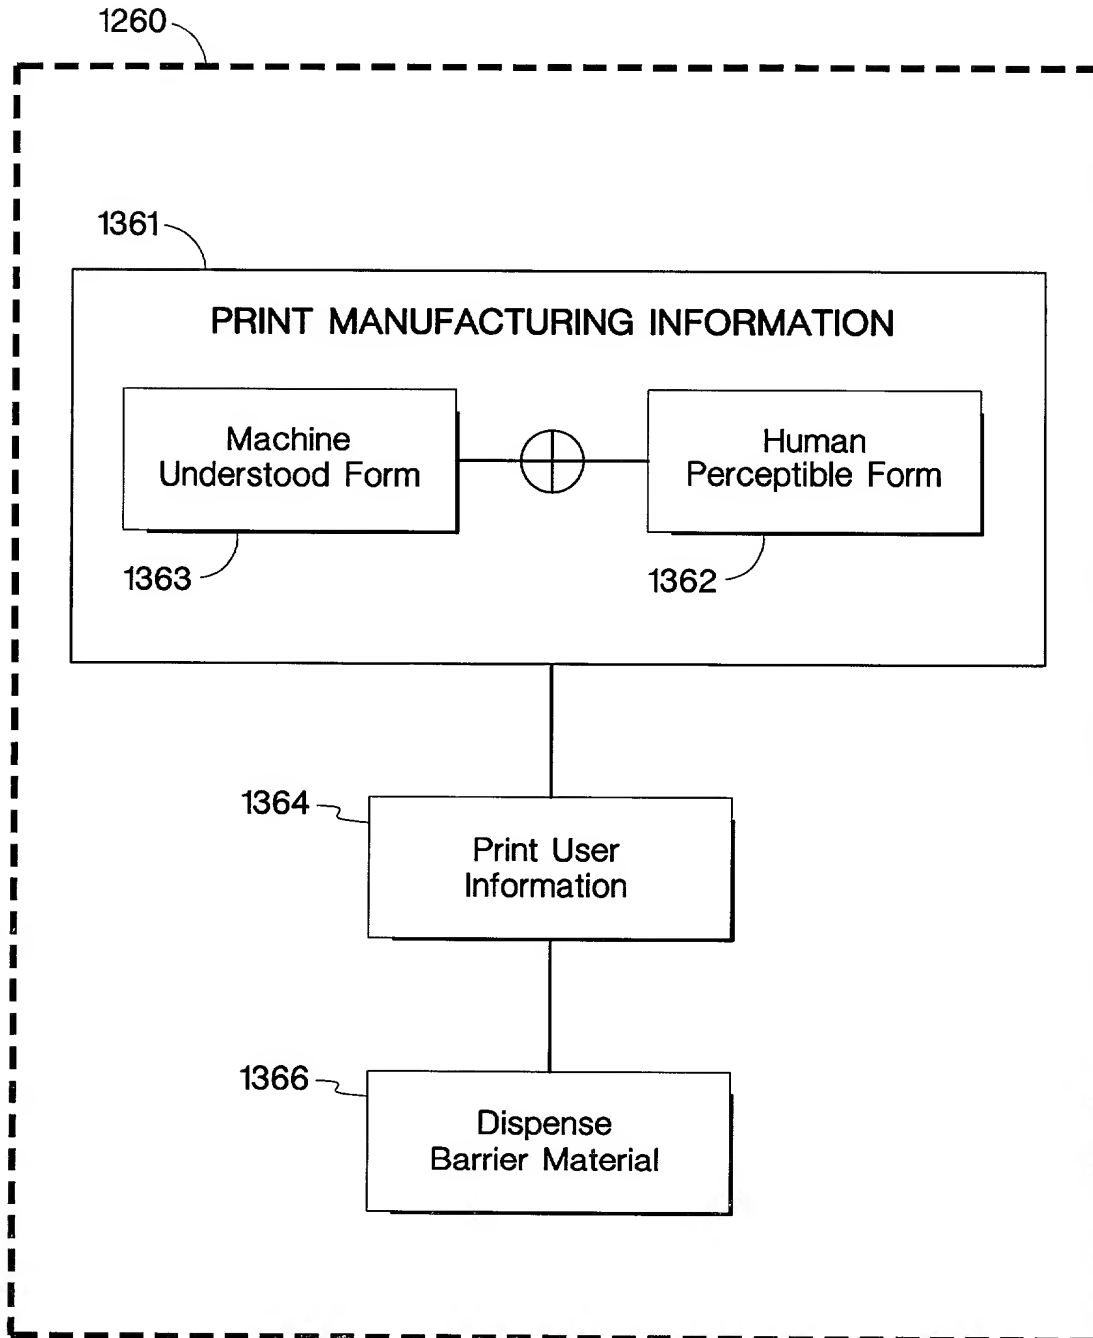 1260
1361
PRINT MANUFACTURING INFORMATION
Machine
Understood Form
Human
Perceptible Form
1363
1362
1364
Print User
Information
1366
Dispense
Barrier Material